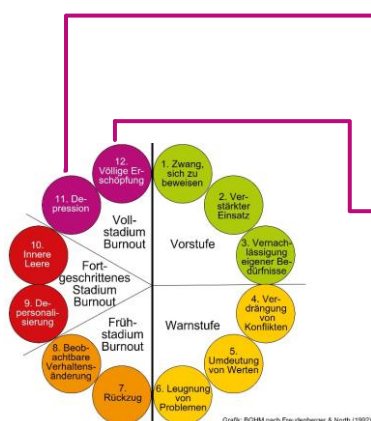 1. Zwang,
sich zu
beweisen
2. Ver-
stärkter
Einsatz
3. Vernach-
lässigung
eigener Be-
dürfnisse
4. Ver-
drängung
von
Konflikten
5.
Umdeutung
von Werten
6. Leugnung
von
Problemen
7.
Rückzug
8. Beob-
achtbare
Verhaltens-
änderung
9. De-
personali-
sierung
10.
Innere
Leere
11. De-
pression
12.
Völlige Er-
schöpfung
Vorstufe
Warnstufe
Früh-
stadium
Burnout
Fort-
geschrittenes
Stadium
Burnout
Voll-
stadium
Burnout
Grafik: BGHM nach Freudenberger & North (1992)